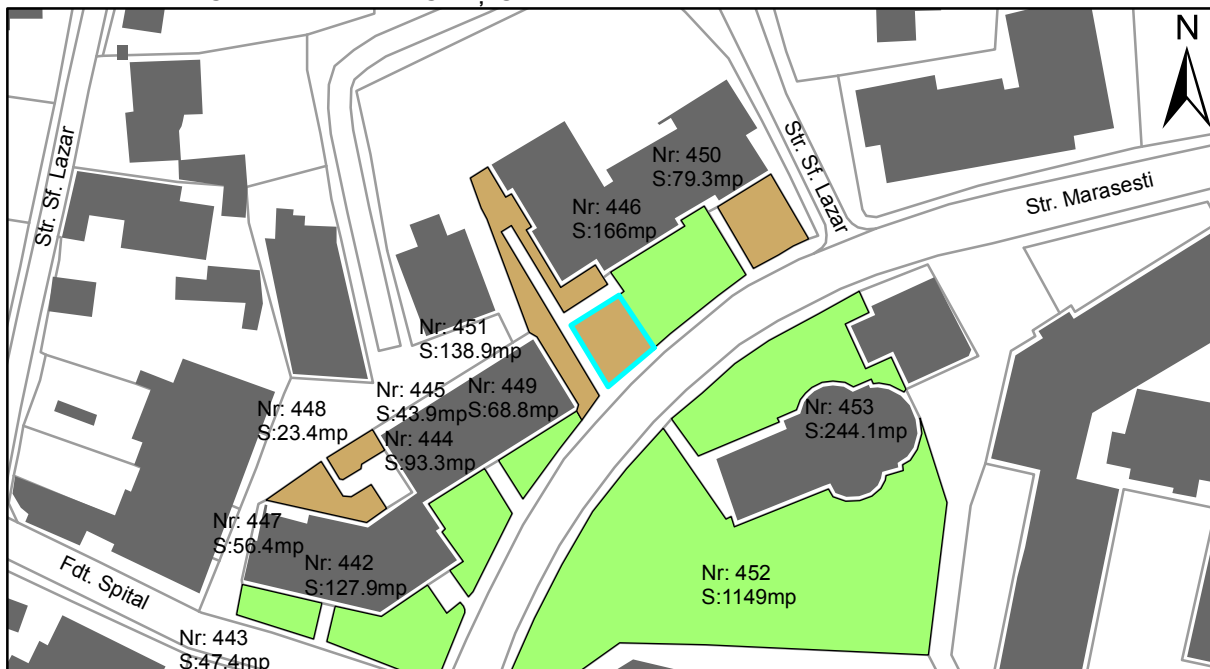 N
Str. Sf. Lazar
Str. Sf. Lazar
Str. Marasesti
Nr: 450
S:79.3mp
Nr: 446
S:166mp
Nr: 451
S:138.9mp
Nr: 445
S:43.9mp
Nr: 449
S:68.8mp
Nr: 448
S:23.4mp
Nr: 444
S:93.3mp
Nr: 453
S:244.1mp
Nr: 447
S:56.4mp
Nr: 442
S:127.9mp
Nr: 452
S:1149mp
Fdt. Spital
Nr: 443
S:47.4mp